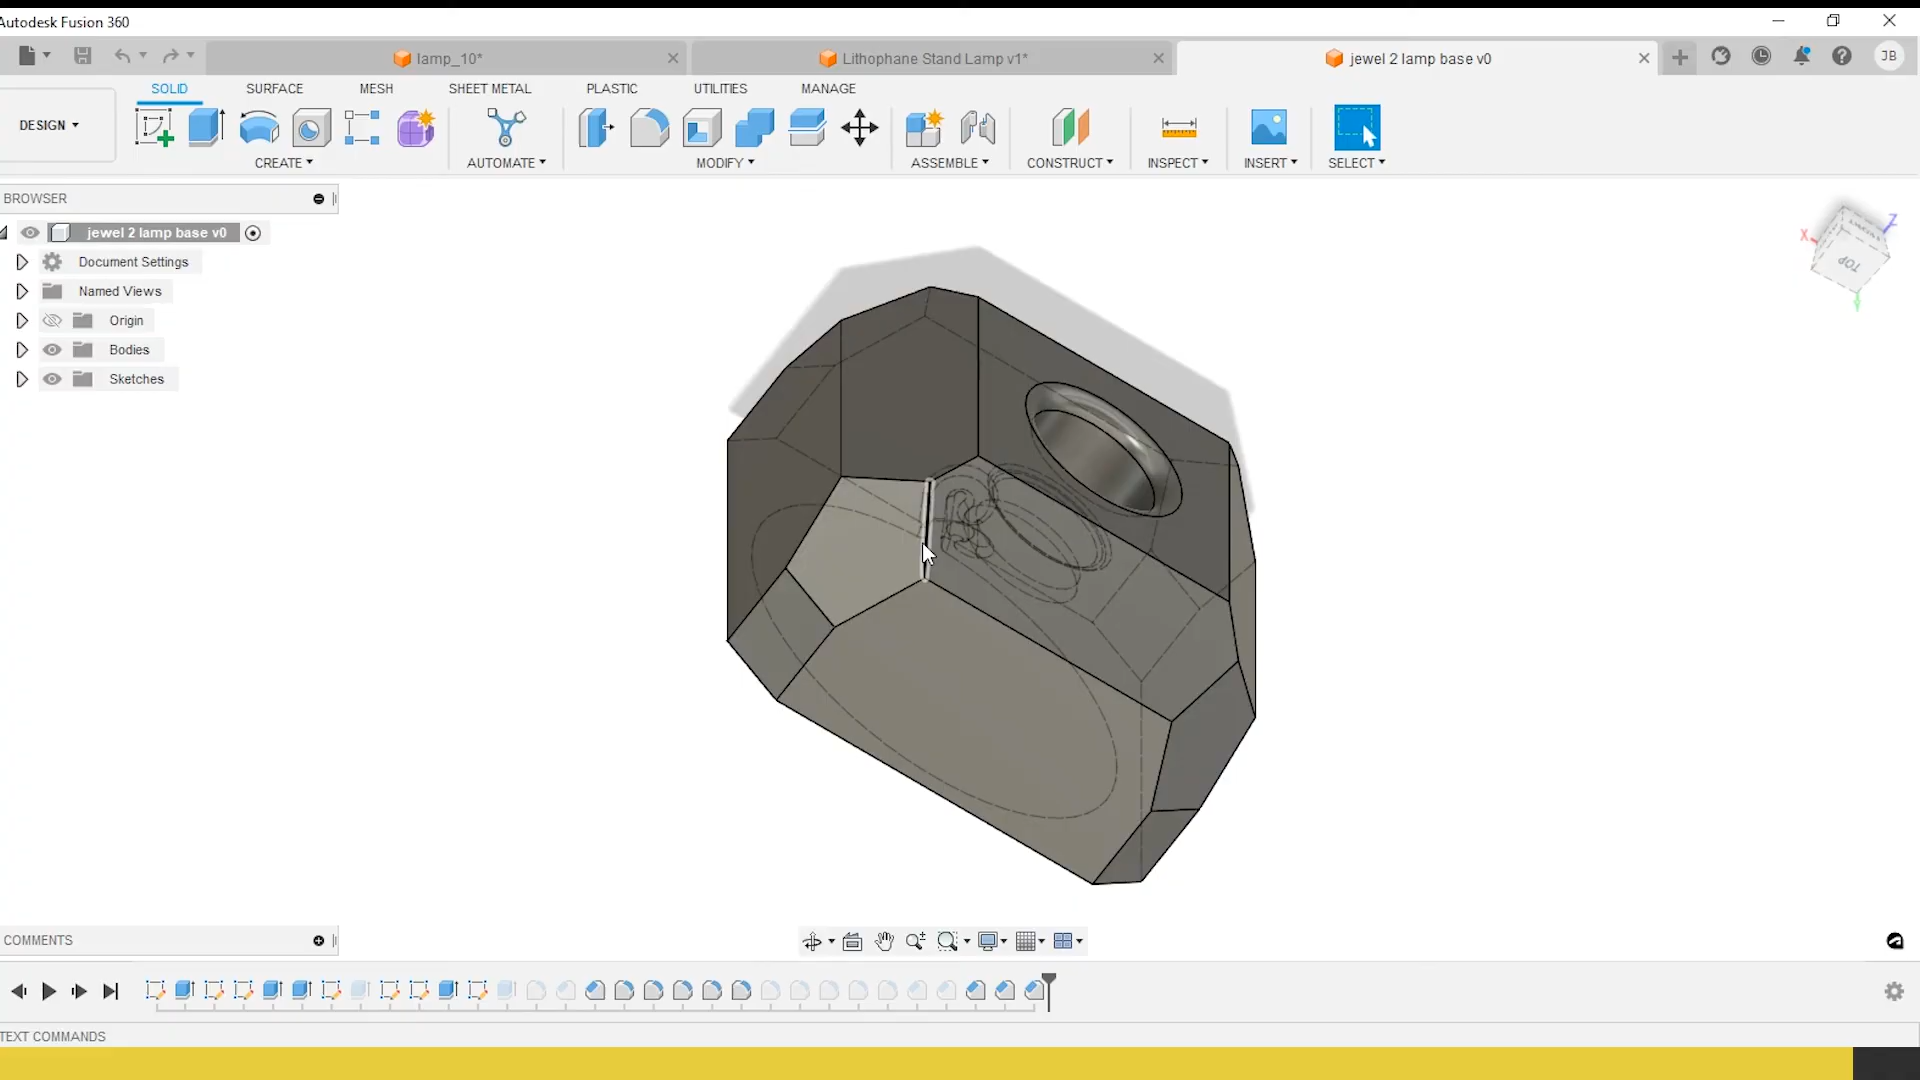 Autodesk Fusion 360
lamp_10*
Lithophane Stand Lamp v1*
jewel 2 lamp base v0
JB
SOLID
SURFACE
MESH
SHEET METAL
PLASTIC
UTILITIES
MANAGE
DESIGN
CREATE
AUTOMATE
MODIFY
ASSEMBLE
CONSTRUCT
INSPECT
INSERT
SELECT
BROWSER
jewel 2 lamp base v0
Document Settings
Named Views
Origin
Bodies
Sketches
X
Z
TOP
COMMENTS
TEXT COMMANDS